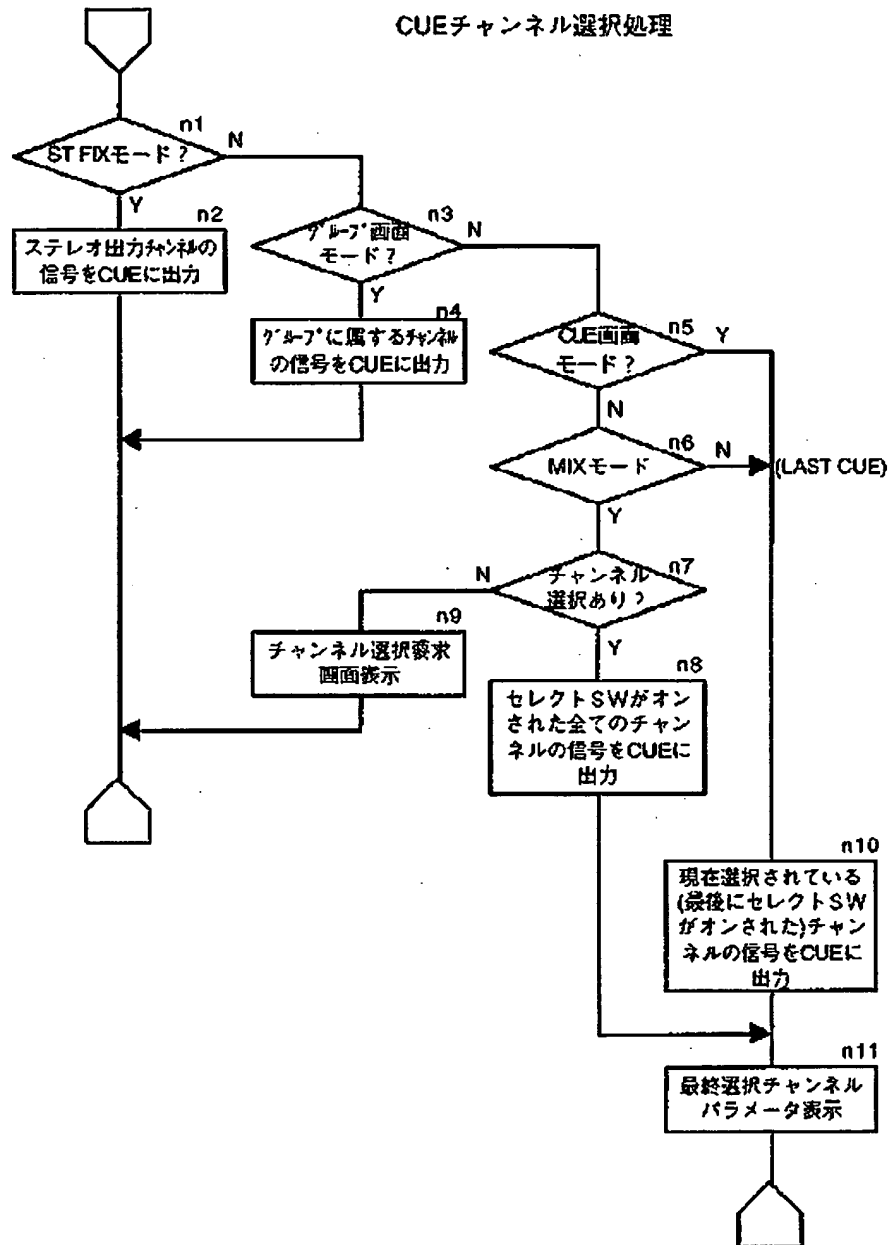 CUEチャンネル選択処理
n1
ST FIXモード?
N
Y
n2
ステレオ出力チャンネルの
信号をCUEに出力
n3
グループ画面
モード?
N
Y
n4
グループに属するチャンネル
の信号をCUEに出力
n5
CUE画面
モード?
Y
N
n6
MIXモード
N
(LAST CUE)
Y
n7
チャンネル
選択あり?
N
Y
n9
チャンネル選択要求
画面表示
n8
セレクトSWがオン
された全てのチャン
ネルの信号をCUEに
出力
n10
現在選択されている
(最後にセレクトSW
がオンされた)チャン
ネルの信号をCUEに
出力
n11
最終選択チャンネル
パラメータ表示